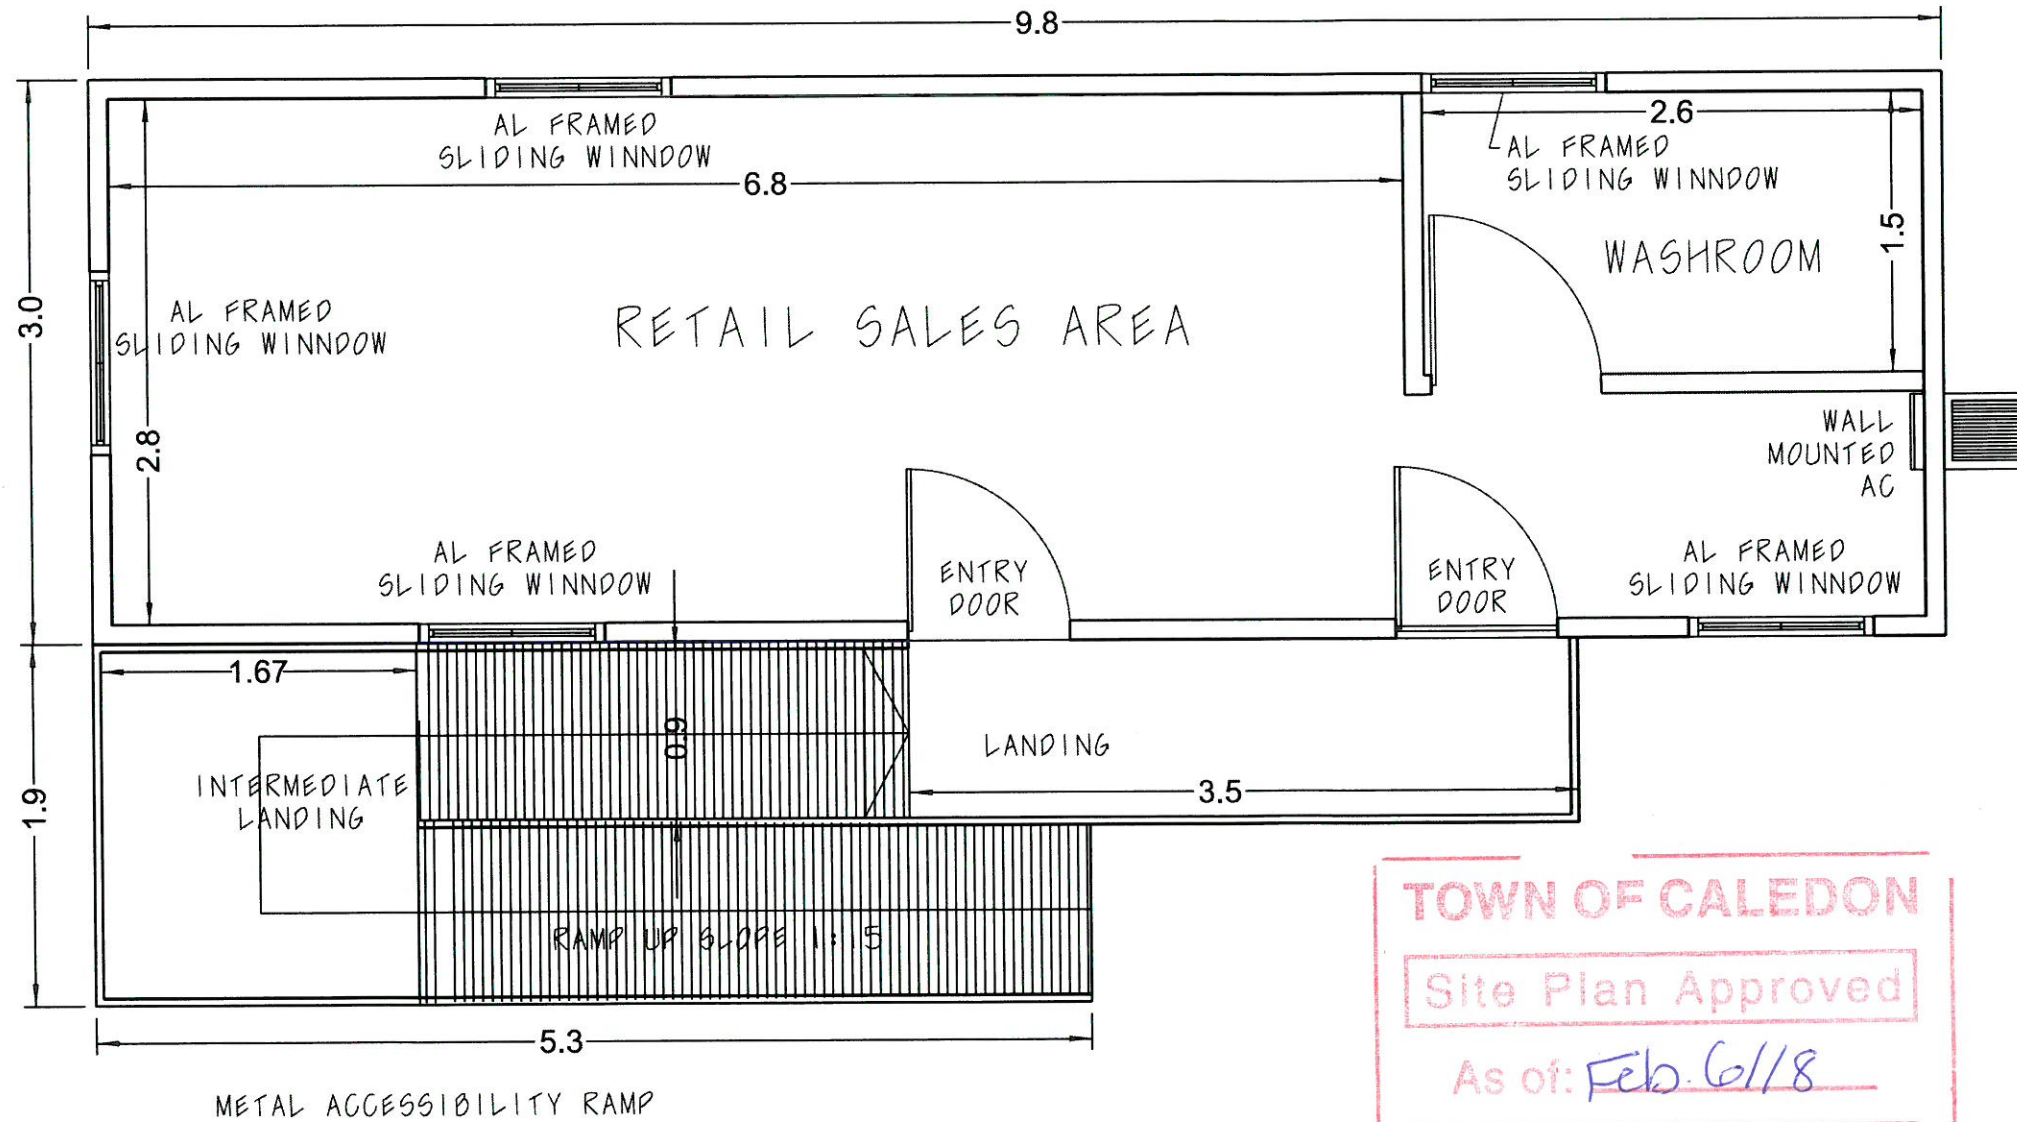 9.8
AL FRAMED
SLIDING WINNDOW
2.6
AL FRAMED
SLIDING WINNDOW
6.8
1.5
WASHROOM
3.0
AL FRAMED
SLIDING WINNDOW
RETAIL SALES AREA
2.8
WALL
MOUNTED
AC
AL FRAMED
SLIDING WINNDOW
ENTRY
DOOR
ENTRY
DOOR
AL FRAMED
SLIDING WINNDOW
1.67
0.9
LANDING
1.9
INTERMEDIATE
LANDING
3.5
RAMP UP SLOPE 1:15
5.3
METAL ACCESSIBILITY RAMP
TOWN OF CALEDON
Site Plan Approved
As of: Feb. 6/18